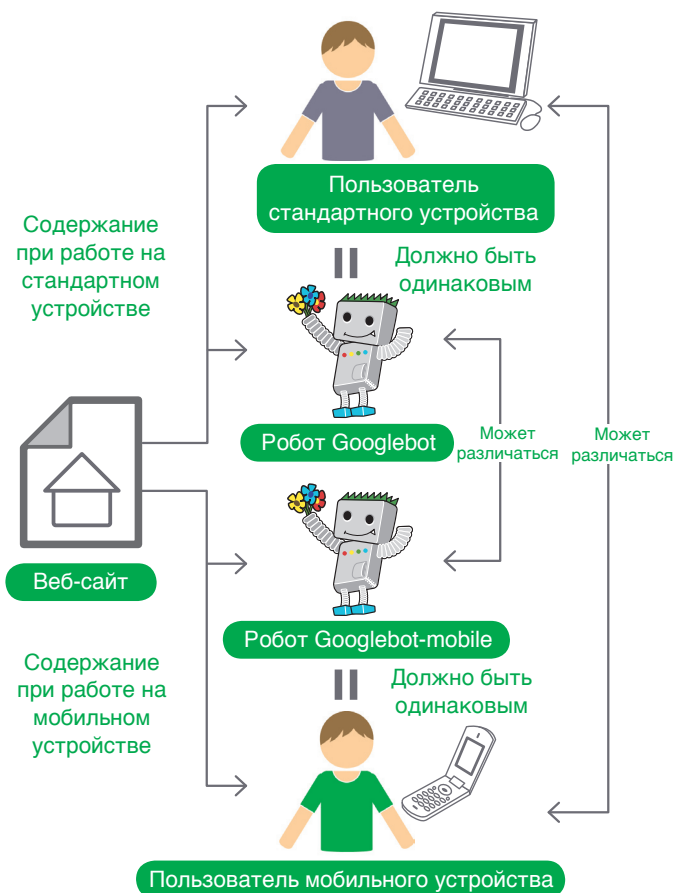 Пользователь
стандартного устройства
Содержание
при работе на
стандартном
устройстве
Должно быть
одинаковым
Робот Googlebot
Может
различаться
Может
различаться
Веб-сайт
Робот Googlebot-mobile
Содержание
при работе на
мобильном
устройстве
Должно быть
одинаковым
Пользователь мобильного устройства